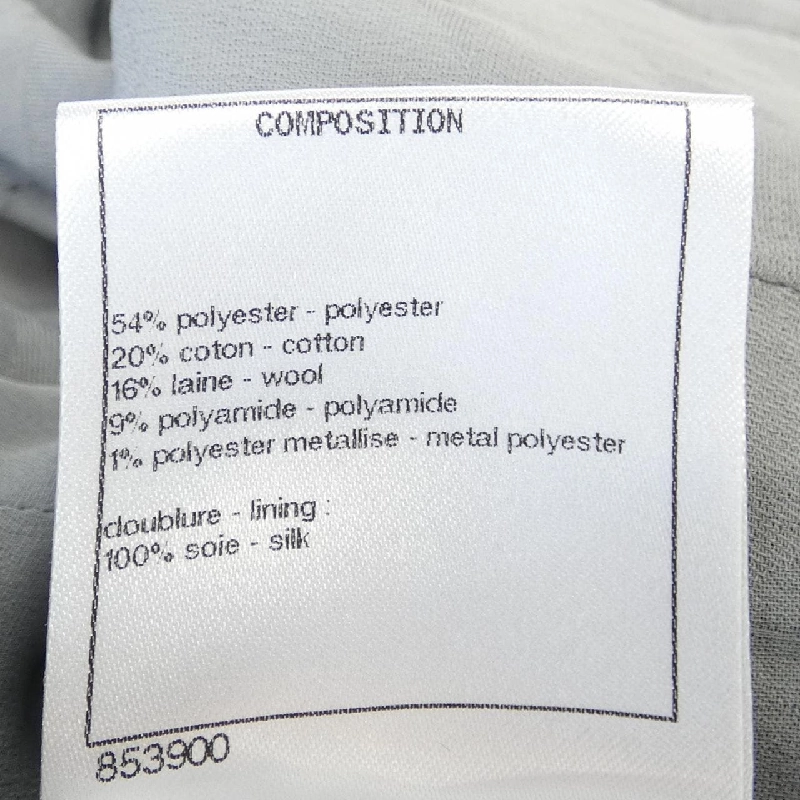 COMPOSITION
54% polyester - polyester
20% coton - cotton
16% laine - wool
9% polyamide - polyamide
1% polyester metallise - metal polyester
doublure - lining :
100% soie - silk
853900